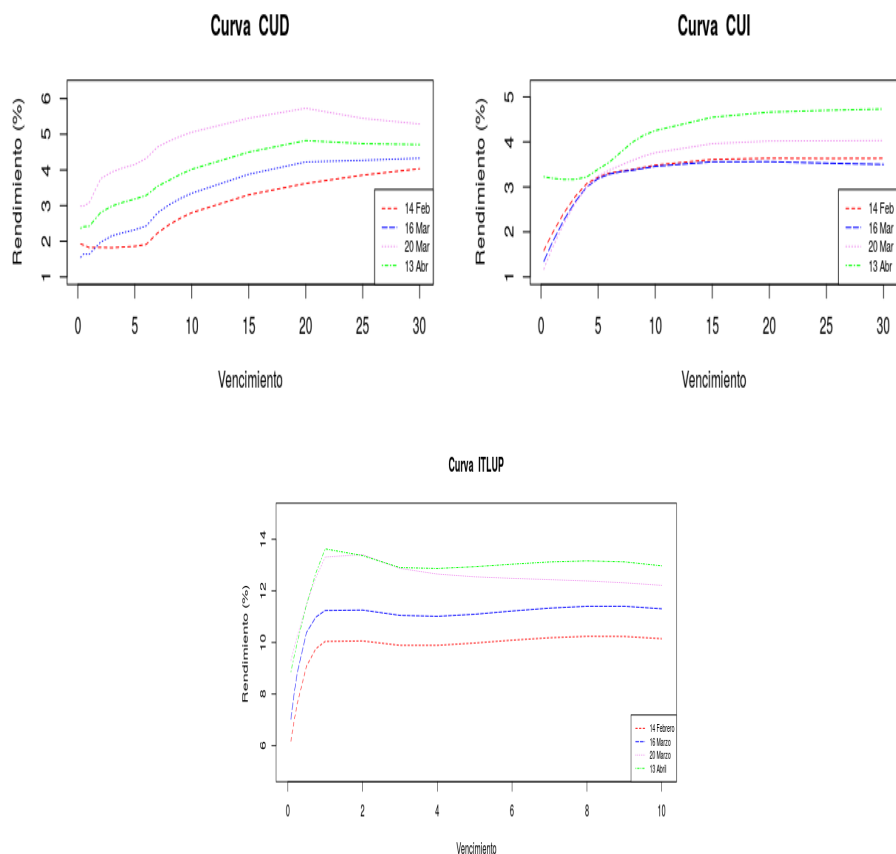 Curva CUD
Rendimiento (%)
6
5
4
3
2
1
0 5 10 15 20 25 30
Vencimiento
14 Feb
16 Mar
20 Mar
13 Abr
Curva CUI
Rendimiento (%)
5
4
3
2
1
0 5 10 15 20 25 30
Vencimiento
14 Feb
16 Mar
20 Mar
13 Abr
Curva ITLUP
Rendimiento (%)
14
12
10
8
6
0 2 4 6 8 10
Vencimiento
14 Febrero
16 Marzo
20 Marzo
13 Abril